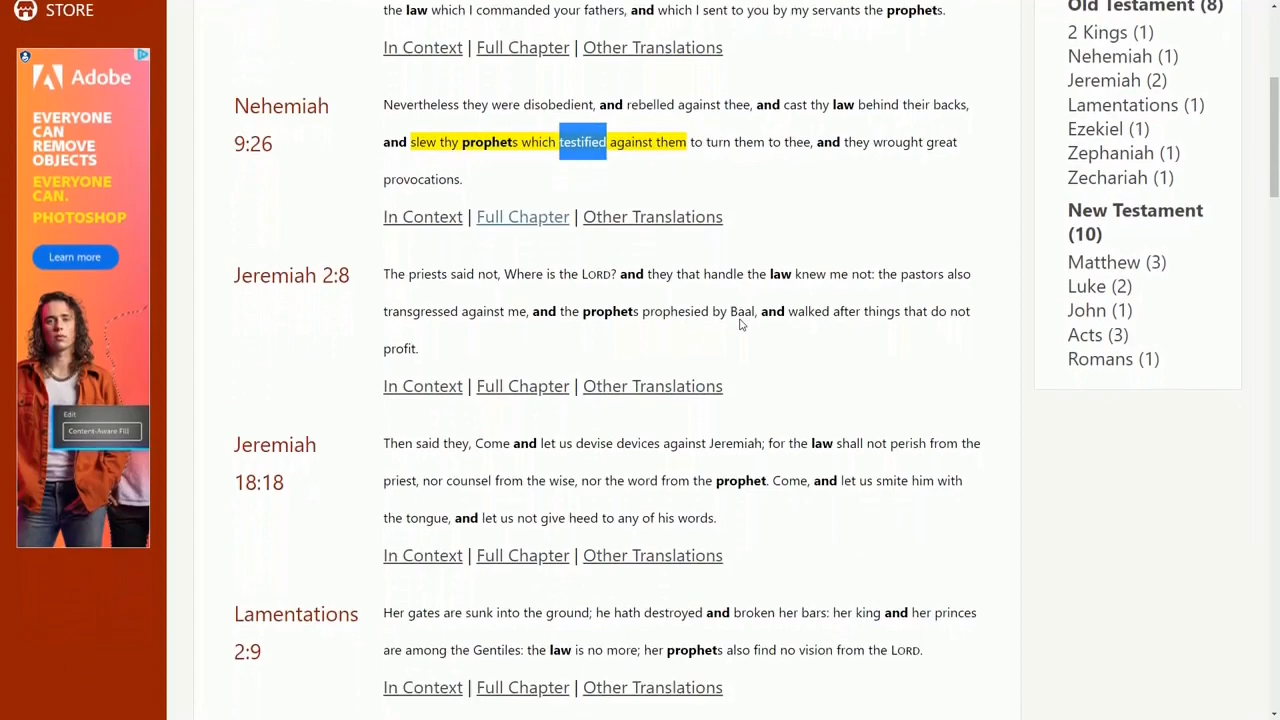 STORE
Adobe
EVERYONE
CAN
REMOVE
OBJECTS
EVERYONE
CAN.
PHOTOSHOP
Learn more
Edit
Content-Aware Fill
the law which I commanded your fathers, and which I sent to you by my servants the prophets.
In Context | Full Chapter | Other Translations
Nehemiah
9:26
Nevertheless they were disobedient, and rebelled against thee, and cast thy law behind their backs,
and slew thy prophets which testified against them to turn them to thee, and they wrought great
provocations.
In Context | Full Chapter | Other Translations
Jeremiah 2:8
The priests said not, Where is the LORD? and they that handle the law knew me not: the pastors also
transgressed against me, and the prophets prophesied by Baal, and walked after things that do not
profit.
In Context | Full Chapter | Other Translations
Jeremiah
18:18
Then said they, Come and let us devise devices against Jeremiah; for the law shall not perish from the
priest, nor counsel from the wise, nor the word from the prophet. Come, and let us smite him with
the tongue, and let us not give heed to any of his words.
In Context | Full Chapter | Other Translations
Lamentations
2:9
Her gates are sunk into the ground; he hath destroyed and broken her bars: her king and her princes
are among the Gentiles: the law is no more; her prophets also find no vision from the LORD.
In Context | Full Chapter | Other Translations
Old Testament (8)
2 Kings (1)
Nehemiah (1)
Jeremiah (2)
Lamentations (1)
Ezekiel (1)
Zephaniah (1)
Zechariah (1)
New Testament
(10)
Matthew (3)
Luke (2)
John (1)
Acts (3)
Romans (1)